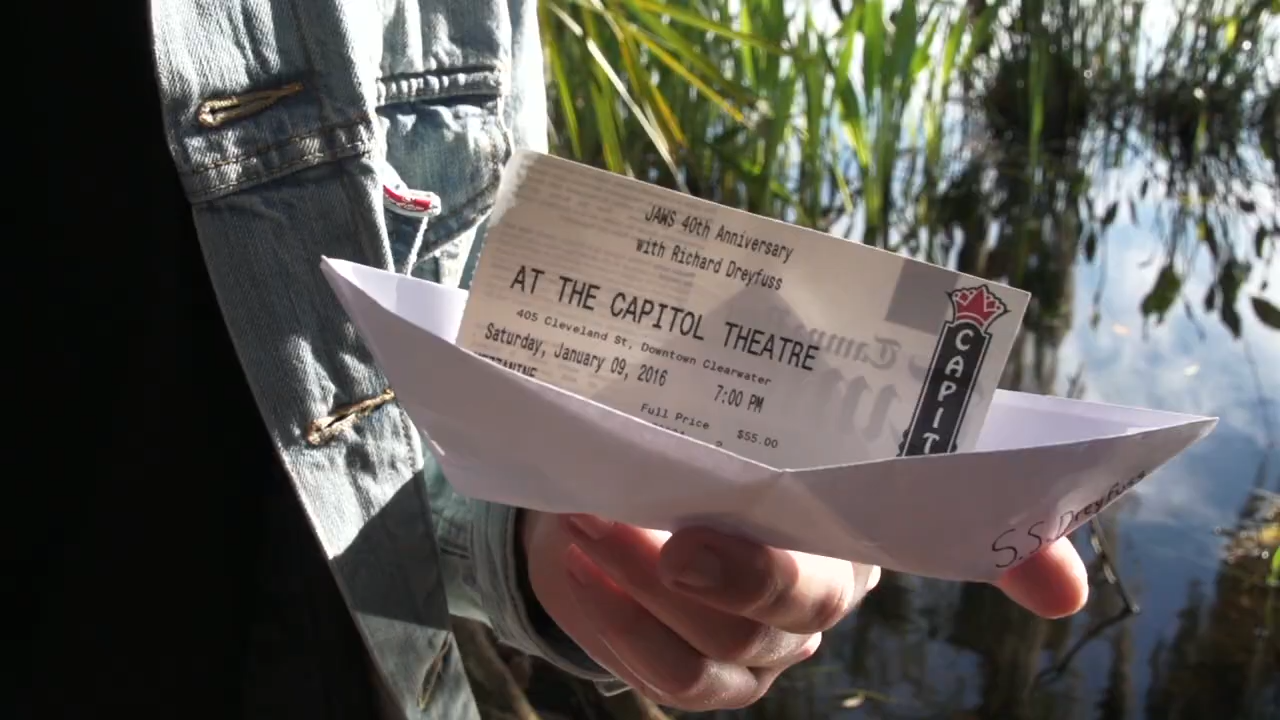 JAWS 40th Anniversary
with Richard Dreyfuss
AT THE CAPITOL THEATRE
405 Cleveland St, Downtown Clearwater
Saturday, January 09, 2016
7:00 PM
MEZZANINE
Full Price $55.00
CAPIT
S.S. Dreyfuss